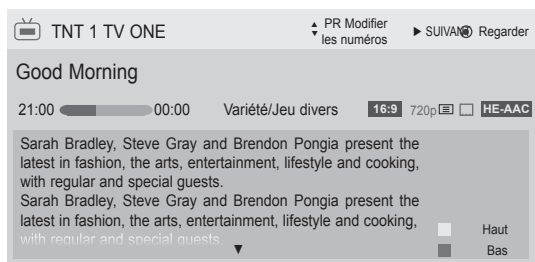 TNT 1 TV ONE
PR Modifier
les numéros
SUIVANT Regarder
Good Morning
21:00 00:00 Variété/Jeu divers 16:9 720p HE-AAC
Sarah Bradley, Steve Gray and Brendon Pongia present the
latest in fashion, the arts, entertainment, lifestyle and cooking,
with regular and special guests.
Sarah Bradley, Steve Gray and Brendon Pongia present the
latest in fashion, the arts, entertainment, lifestyle and cooking,
with regular and special guests.
Haut
Bas